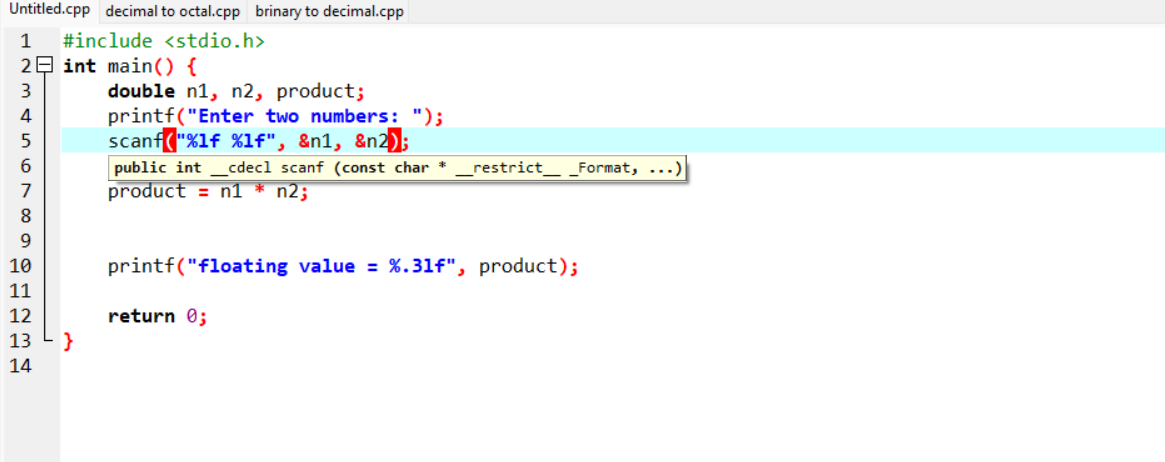 Untitled.cpp decimal to octal.cpp brinary to decimal.cpp
1 #include <stdio.h>
2 int main() {
3 double n1, n2, product;
4 printf("Enter two numbers: ");
5 scanf("%lf %lf", &n1, &n2);
6 public int __cdecl scanf (const char * __restrict__ _Format, ...)
7 product = n1 * n2;
8
9
10 printf("floating value = %.3lf", product);
11
12 return 0;
13 }
14